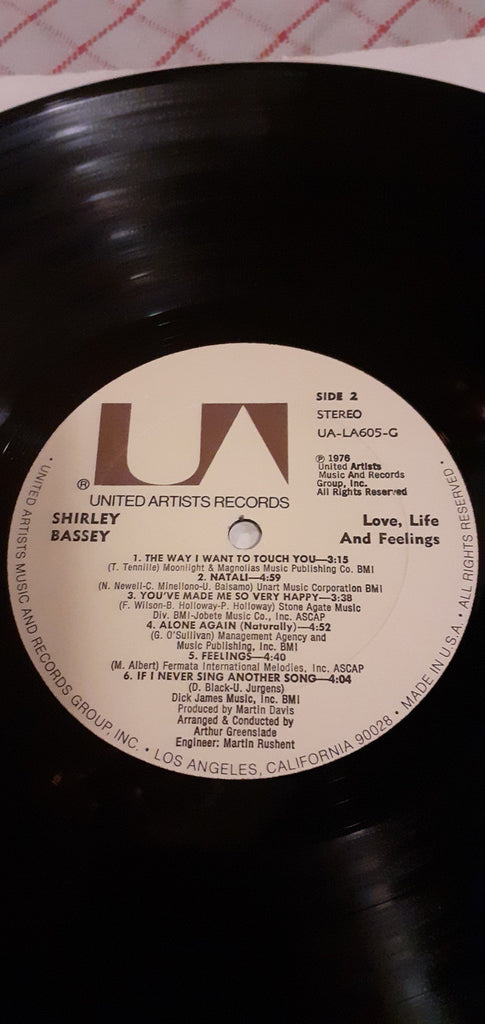 UA
®
UNITED ARTISTS RECORDS
SIDE 2
STEREO
UA-LA605-G
℗ 1976
United Artists
Music And Records
Group, Inc.
All Rights Reserved
SHIRLEY
BASSEY
Love, Life
And Feelings
1. THE WAY I WANT TO TOUCH YOU—3:15
(T. Tennille) Moonlight & Magnolias Music Publishing Co. BMI
2. NATALI—4:59
(N. Newell-C. Minellono-U. Balsamo) Unart Music Corporation BMI
3. YOU'VE MADE ME SO VERY HAPPY—3:38
(F. Wilson-B. Holloway-P. Holloway) Stone Agate Music
Div. BMI-Jobete Music Co., Inc. ASCAP
4. ALONE AGAIN (Naturally)—4:52
(G. O'Sullivan) Management Agency and
Music Publishing, Inc. BMI
5. FEELINGS—4:40
(M. Albert) Fermata International Melodies, Inc. ASCAP
6. IF I NEVER SING ANOTHER SONG—4:04
(D. Black-U. Jurgens)
Dick James Music, Inc. BMI
Produced by Martin Davis
Arranged & Conducted by
Arthur Greenslade
Engineer: Martin Rushent
• UNITED ARTISTS MUSIC AND RECORDS GROUP, INC. • LOS ANGELES, CALIFORNIA 90028 • MADE IN U.S.A. • ALL RIGHTS RESERVED •